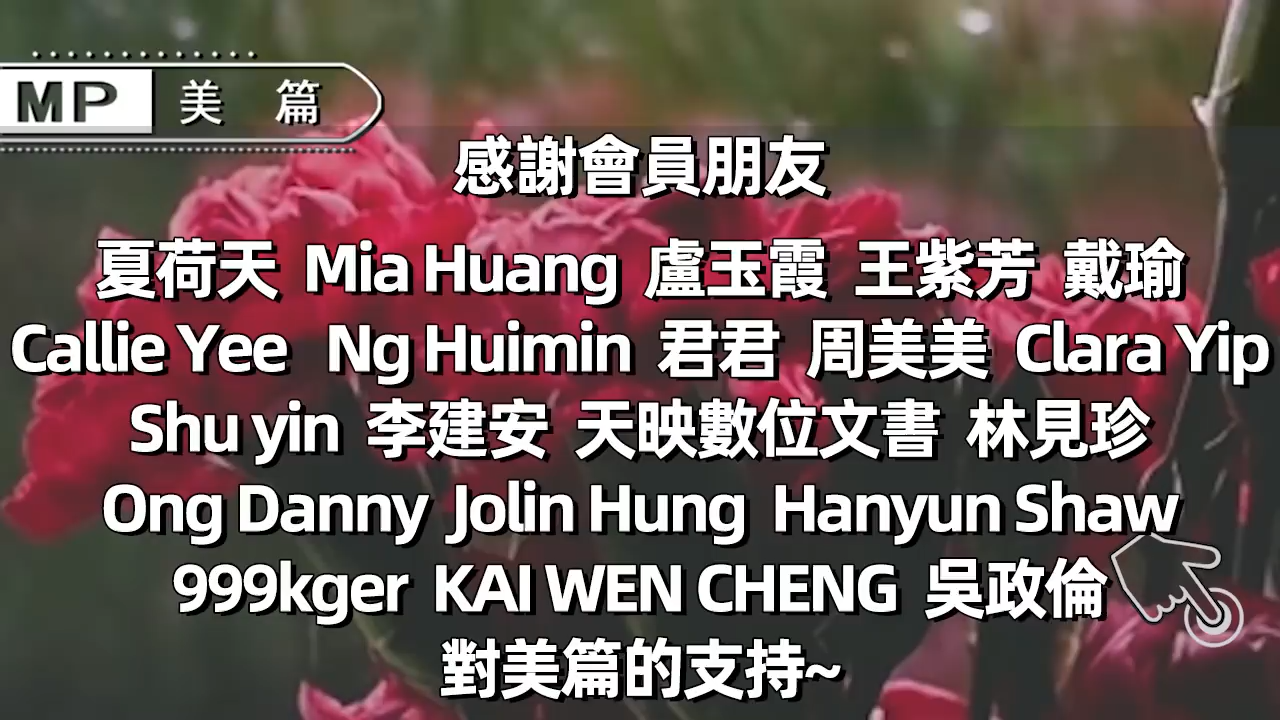 MP 美篇
感謝會員朋友
夏荷天 Mia Huang 盧玉霞 王紫芳 戴瑜
Callie Yee Ng Huimin 君君 周美美 Clara Yip
Shu yin 李建安 天映數位文書 林見珍
Ong Danny Jolin Hung Hanyun Shaw
999kger KAI WEN CHENG 吳政倫
對美篇的支持~